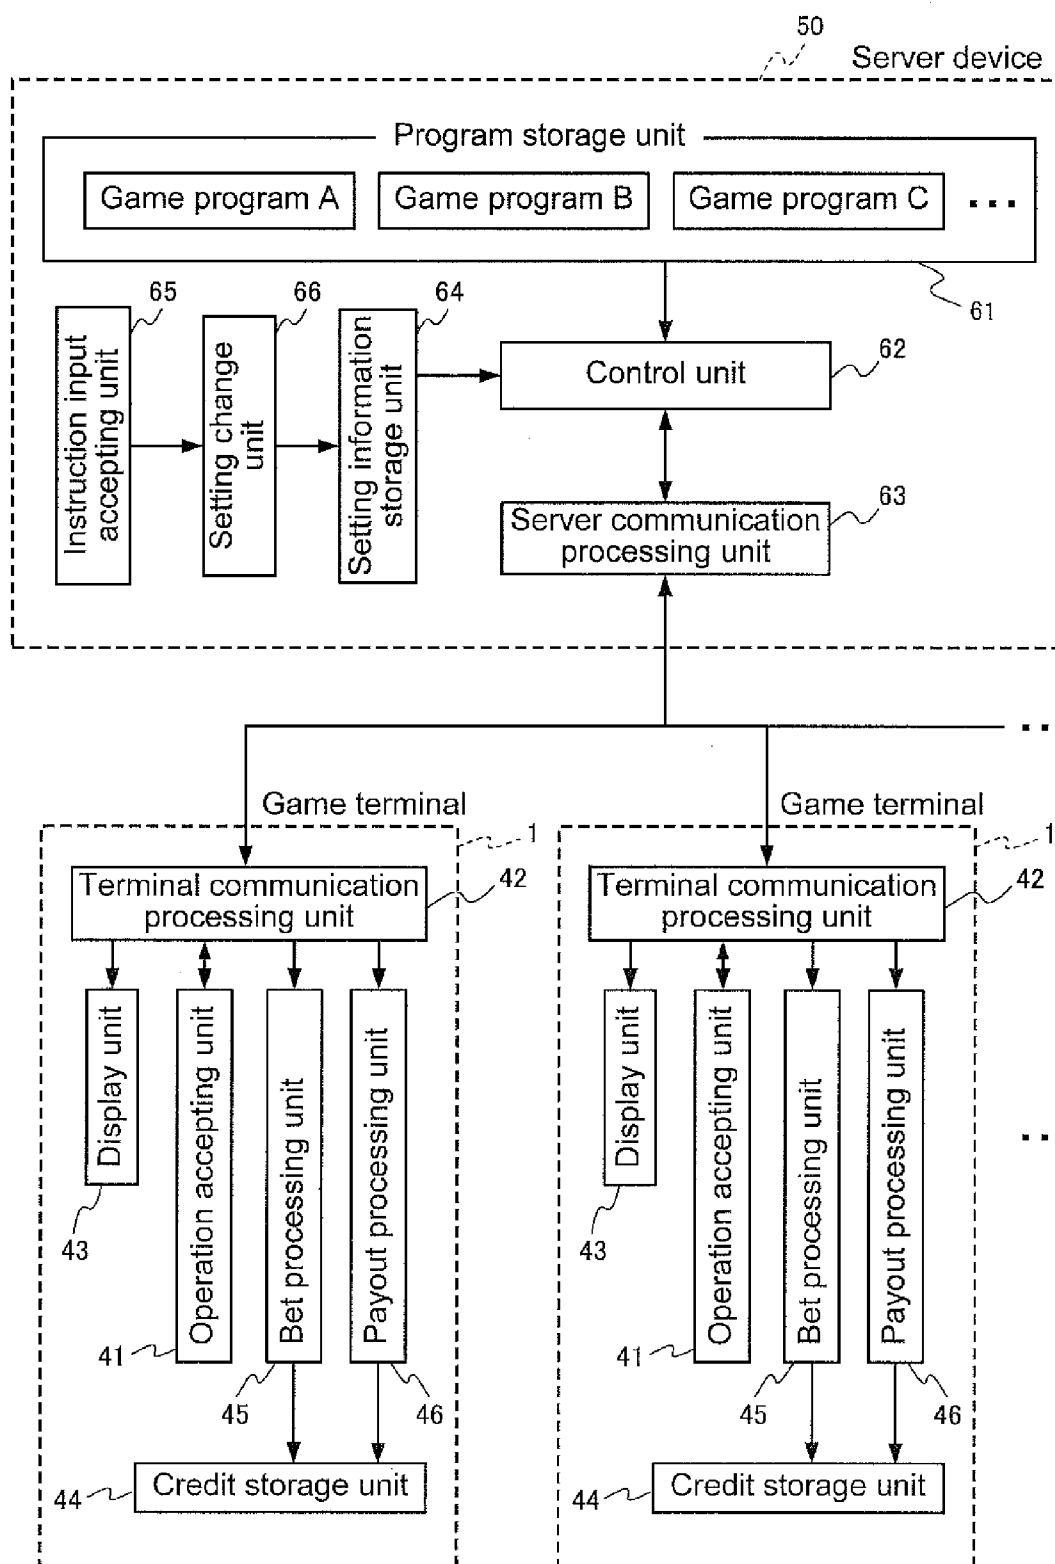 50
Server device
Program storage unit
Game program A
Game program B
Game program C
...
61
65
66
64
62
Instruction input
accepting unit
Setting change
unit
Setting information
storage unit
Control unit
63
Server communication
processing unit
Game terminal
1
Terminal communication
processing unit
42
Display unit
43
Operation accepting unit
41
Bet processing unit
45
Payout processing unit
46
44
Credit storage unit
Game terminal
1
Terminal communication
processing unit
42
Display unit
43
Operation accepting unit
41
Bet processing unit
45
Payout processing unit
46
44
Credit storage unit